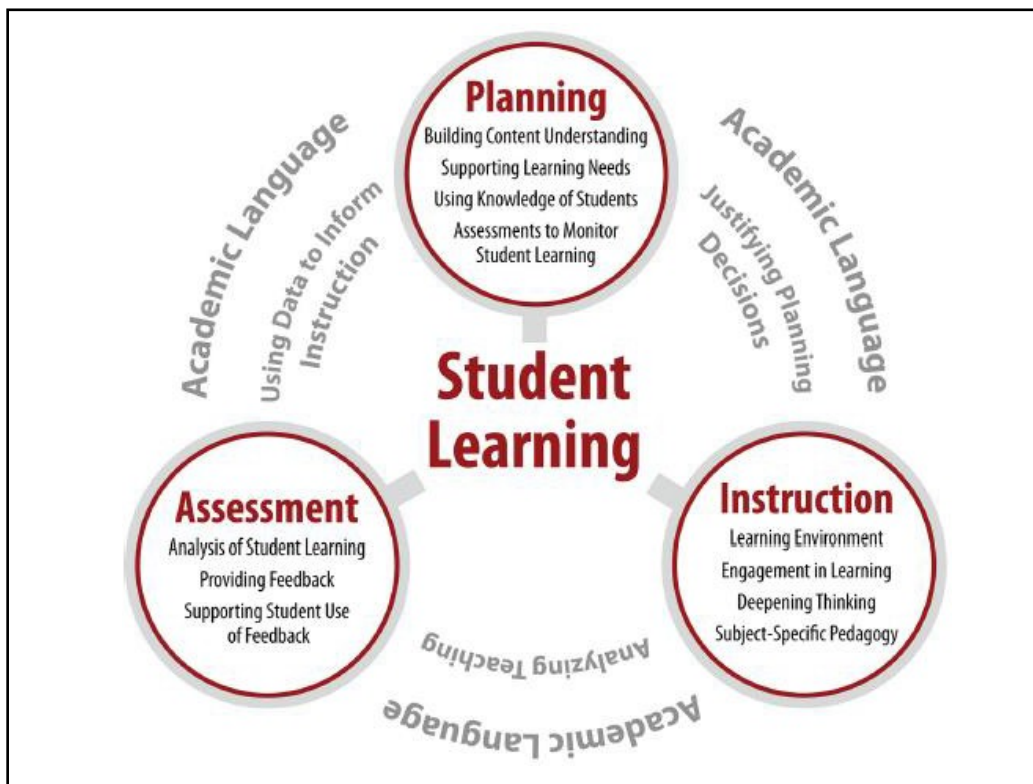 Planning
Building Content Understanding
Supporting Learning Needs
Using Knowledge of Students
Assessments to Monitor
Student Learning
Academic Language
Using Data to Inform
Instruction
Academic Language
Justifying Planning
Decisions
Student
Learning
Assessment
Analysis of Student Learning
Providing Feedback
Supporting Student Use
of Feedback
Instruction
Learning Environment
Engagement in Learning
Deepening Thinking
Subject-Specific Pedagogy
Analyzing Teaching
Academic Language